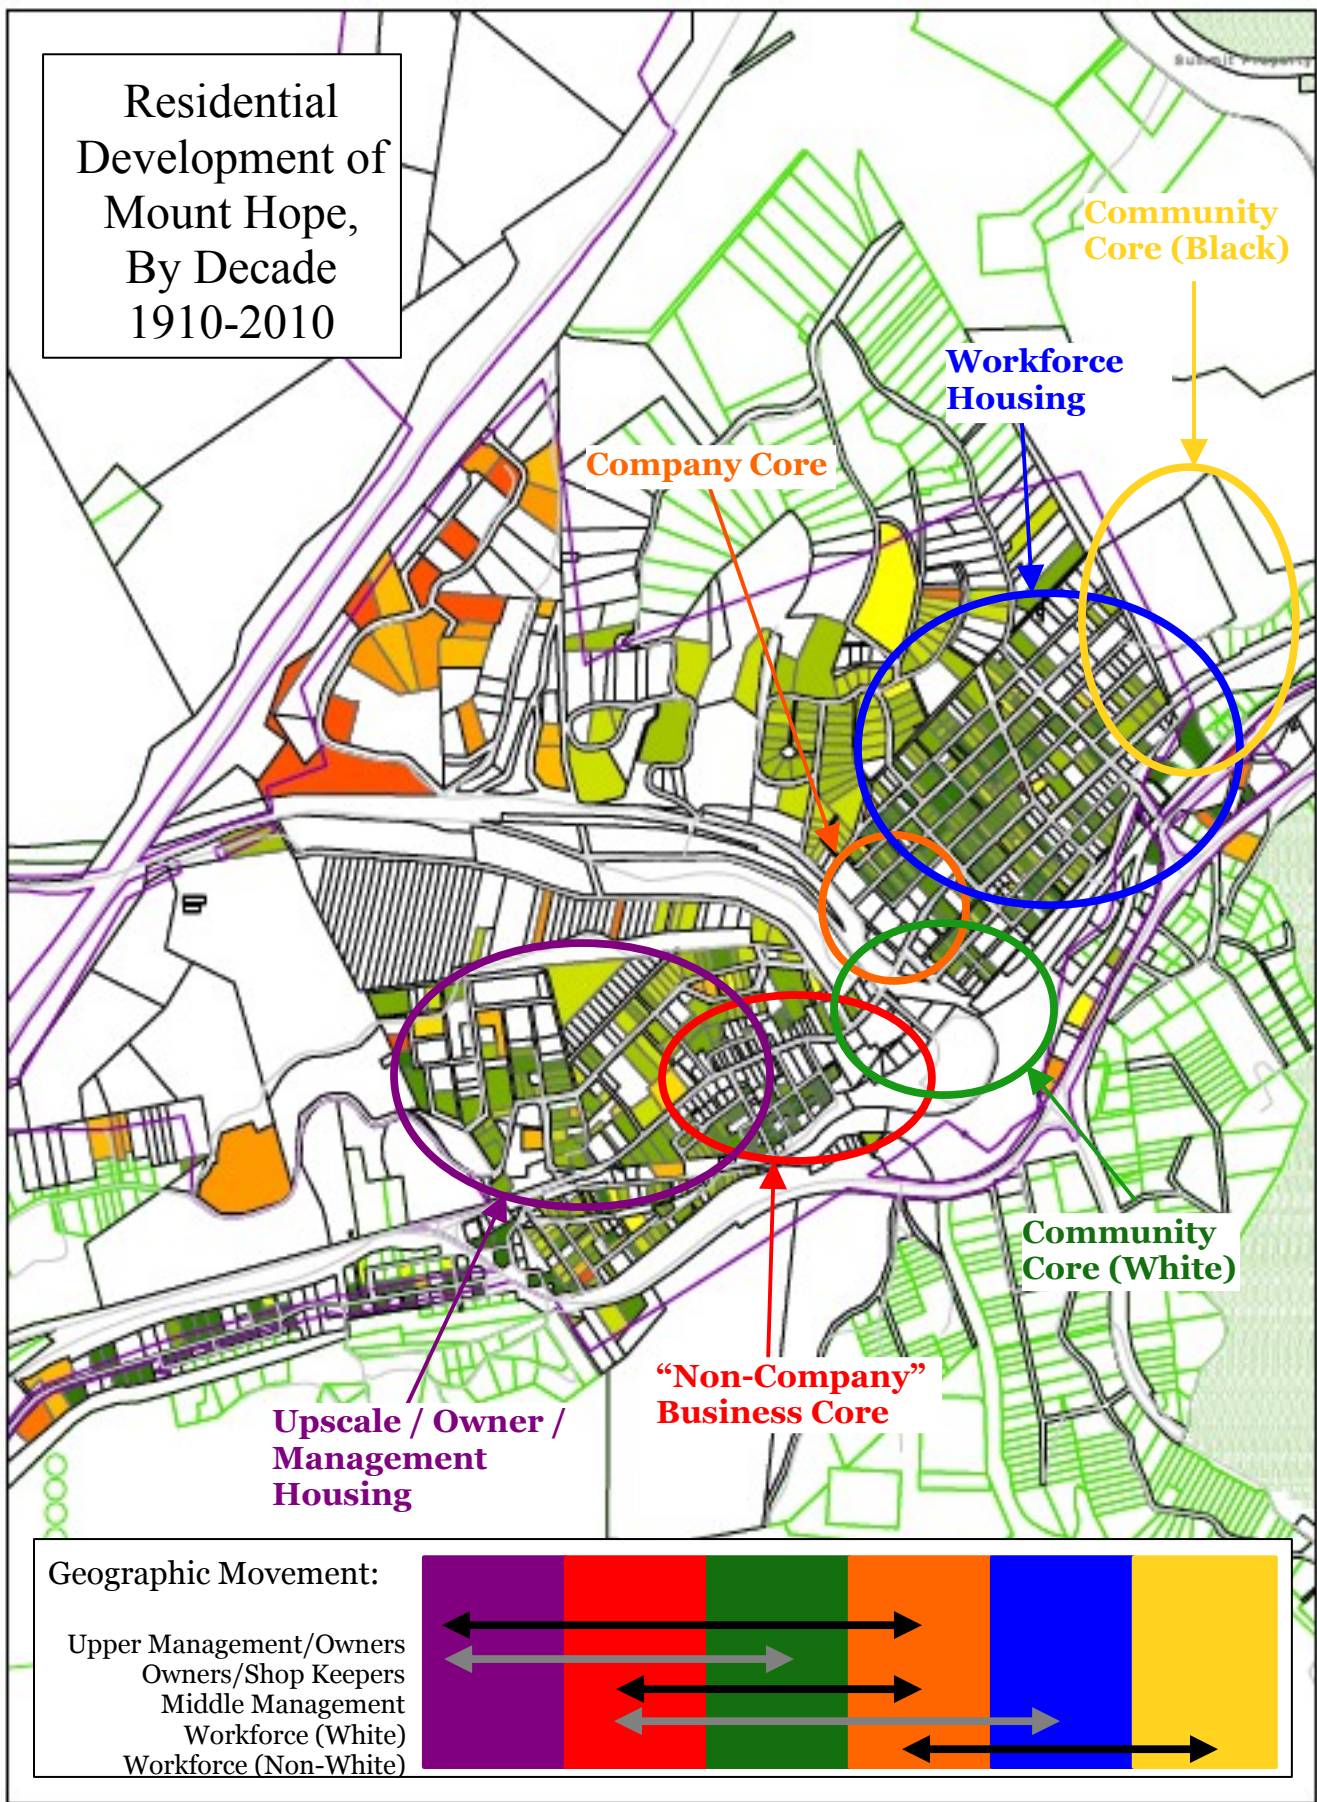 Residential
Development of
Mount Hope,
By Decade
1910-2010
Summit Property
Community
Core (Black)
Workforce
Housing
Company Core
Community
Core (White)
“Non-Company”
Business Core
Upscale / Owner /
Management
Housing
Geographic Movement:
Upper Management/Owners
Owners/Shop Keepers
Middle Management
Workforce (White)
Workforce (Non-White)